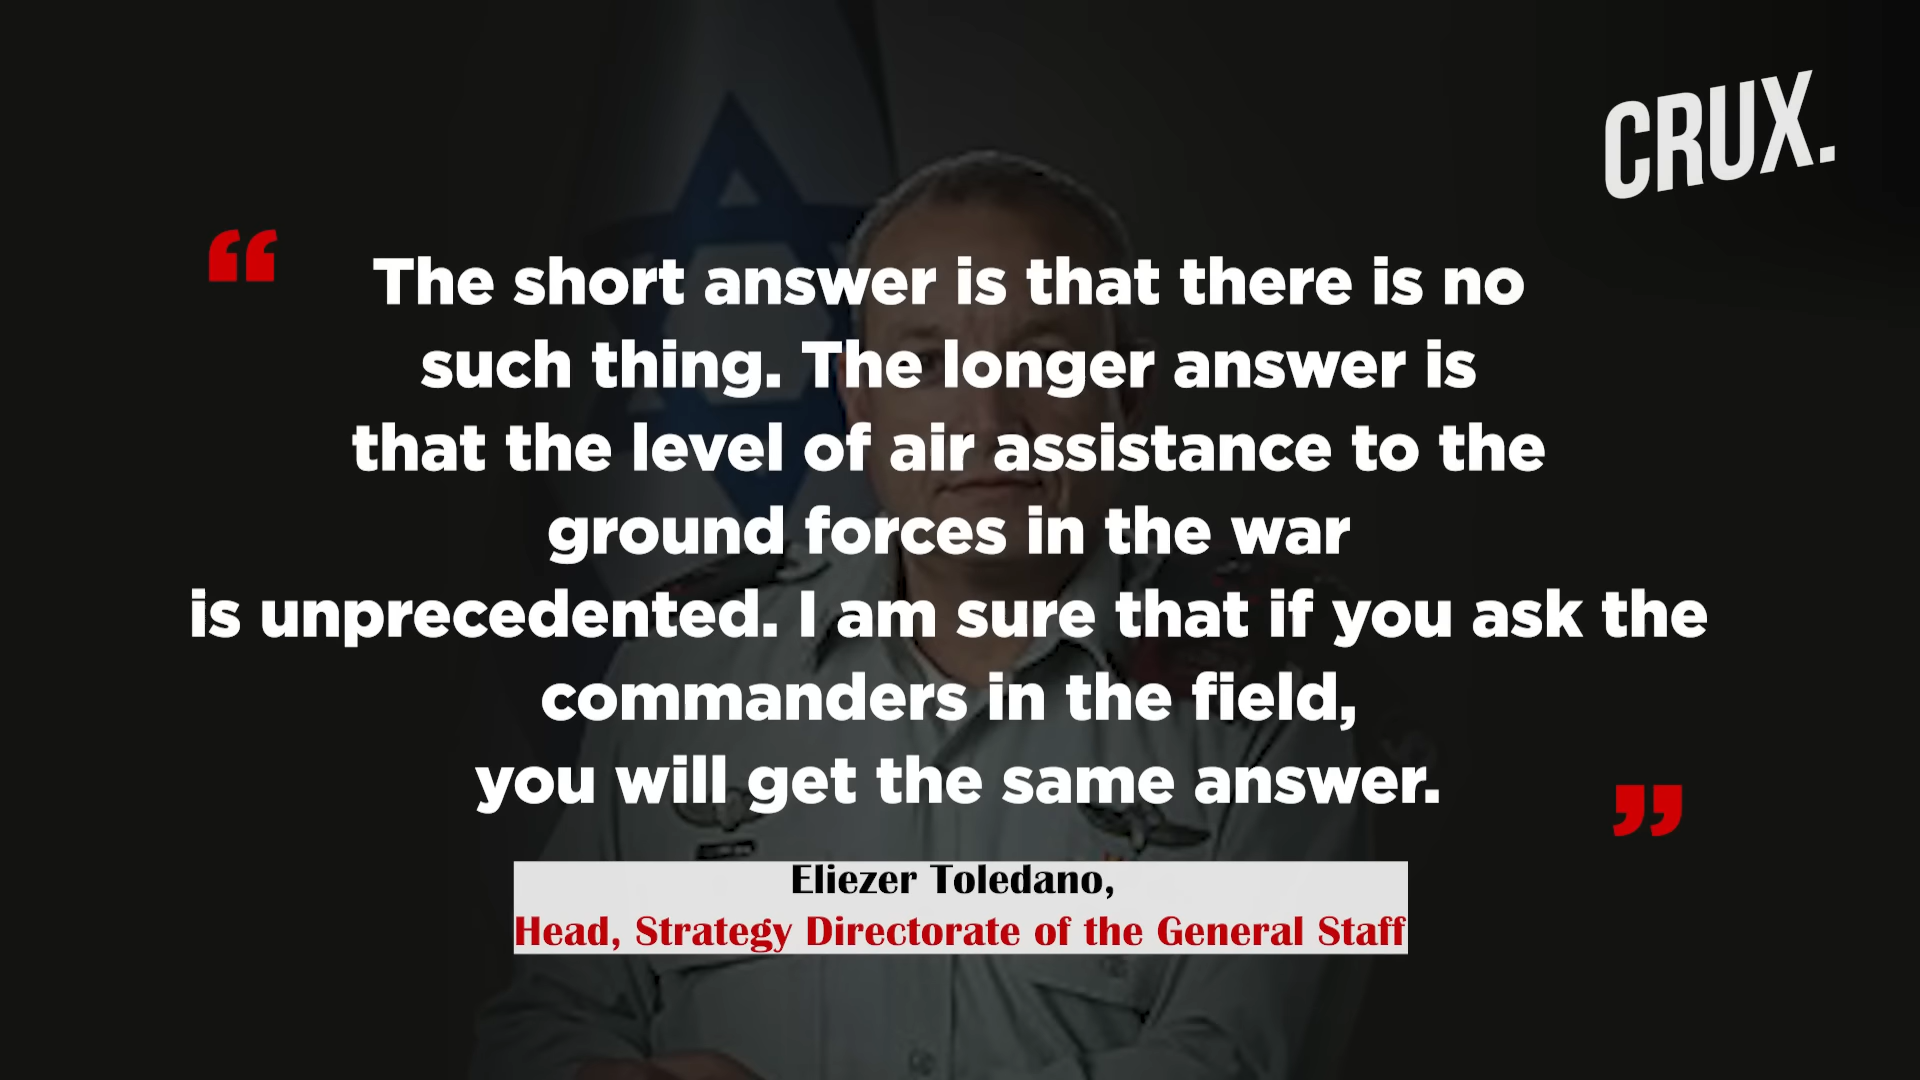 CRUX.
“ The short answer is that there is no
such thing. The longer answer is
that the level of air assistance to the
ground forces in the war
is unprecedented. I am sure that if you ask the
commanders in the field,
you will get the same answer. ”
Eliezer Toledano,
Head, Strategy Directorate of the General Staff